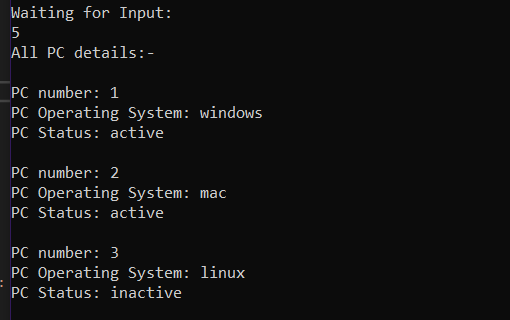 Waiting for Input:
5
All PC details:-
PC number: 1
PC Operating System: windows
PC Status: active
PC number: 2
PC Operating System: mac
PC Status: active
PC number: 3
PC Operating System: linux
PC Status: inactive